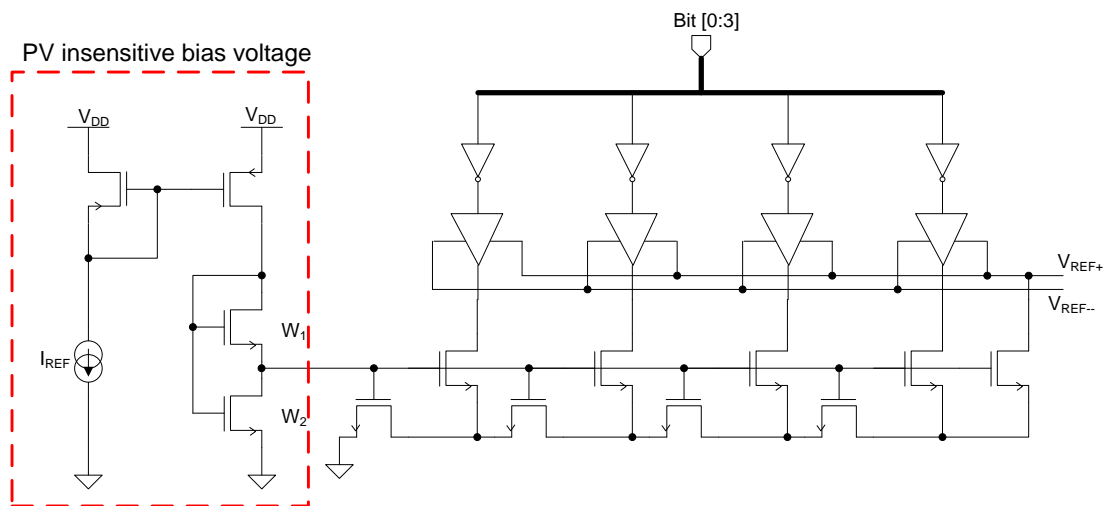 Bit [0:3]
PV insensitive bias voltage
VDD
VDD
VREF+
VREF--
W1
IREF
W2